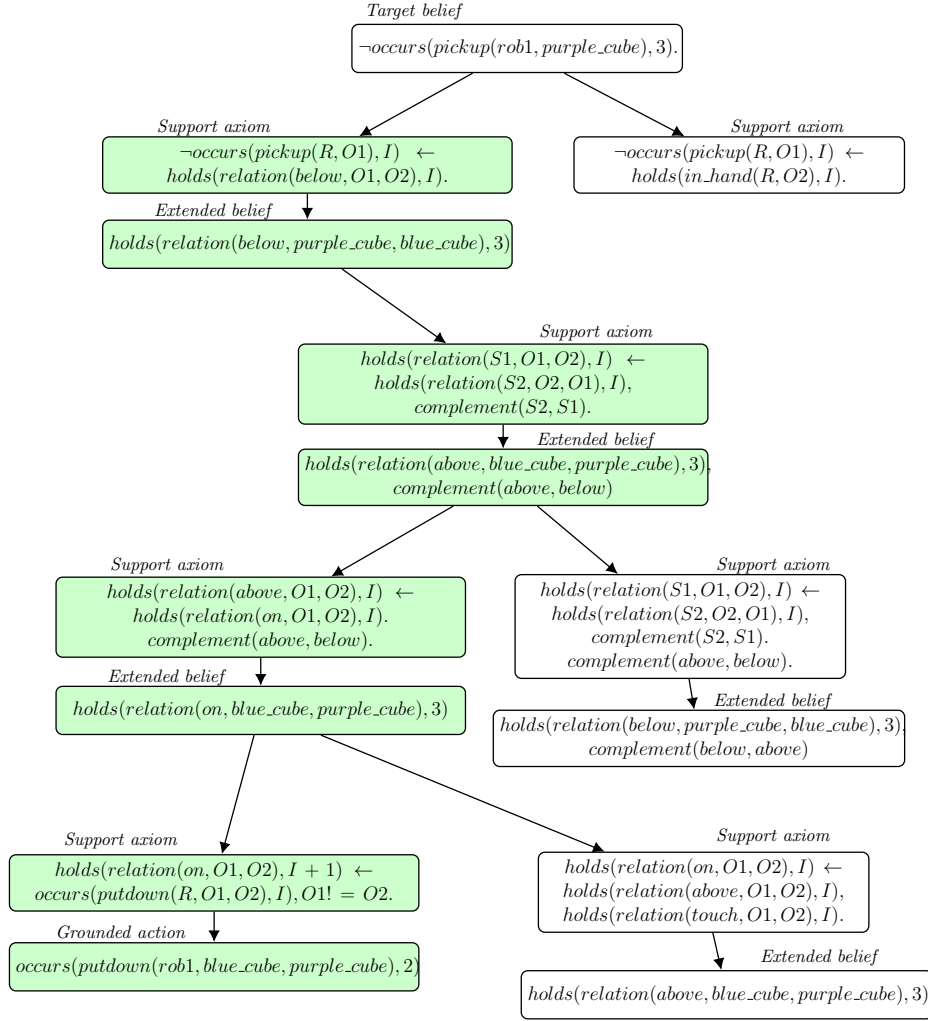 Target belief
¬occurs(pickup(rob1, purple_cube), 3).
Support axiom
¬occurs(pickup(R, O1), I) ←
holds(relation(below, O1, O2), I).
Support axiom
¬occurs(pickup(R, O1), I) ←
holds(in_hand(R, O2), I).
Extended belief
holds(relation(below, purple_cube, blue_cube), 3)
Support axiom
holds(relation(S1, O1, O2), I) ←
holds(relation(S2, O2, O1), I),
complement(S2, S1).
Extended belief
holds(relation(above, blue_cube, purple_cube), 3),
complement(above, below)
Support axiom
holds(relation(above, O1, O2), I) ←
holds(relation(on, O1, O2), I).
complement(above, below).
Support axiom
holds(relation(S1, O1, O2), I) ←
holds(relation(S2, O2, O1), I),
complement(S2, S1).
complement(above, below).
Extended belief
holds(relation(on, blue_cube, purple_cube), 3)
Extended belief
holds(relation(below, purple_cube, blue_cube), 3),
complement(below, above)
Support axiom
holds(relation(on, O1, O2), I + 1) ←
occurs(putdown(R, O1, O2), I), O1! = O2.
Support axiom
holds(relation(on, O1, O2), I) ←
holds(relation(above, O1, O2), I),
holds(relation(touch, O1, O2), I).
Grounded action
occurs(putdown(rob1, blue_cube, purple_cube), 2)
Extended belief
holds(relation(above, blue_cube, purple_cube), 3)